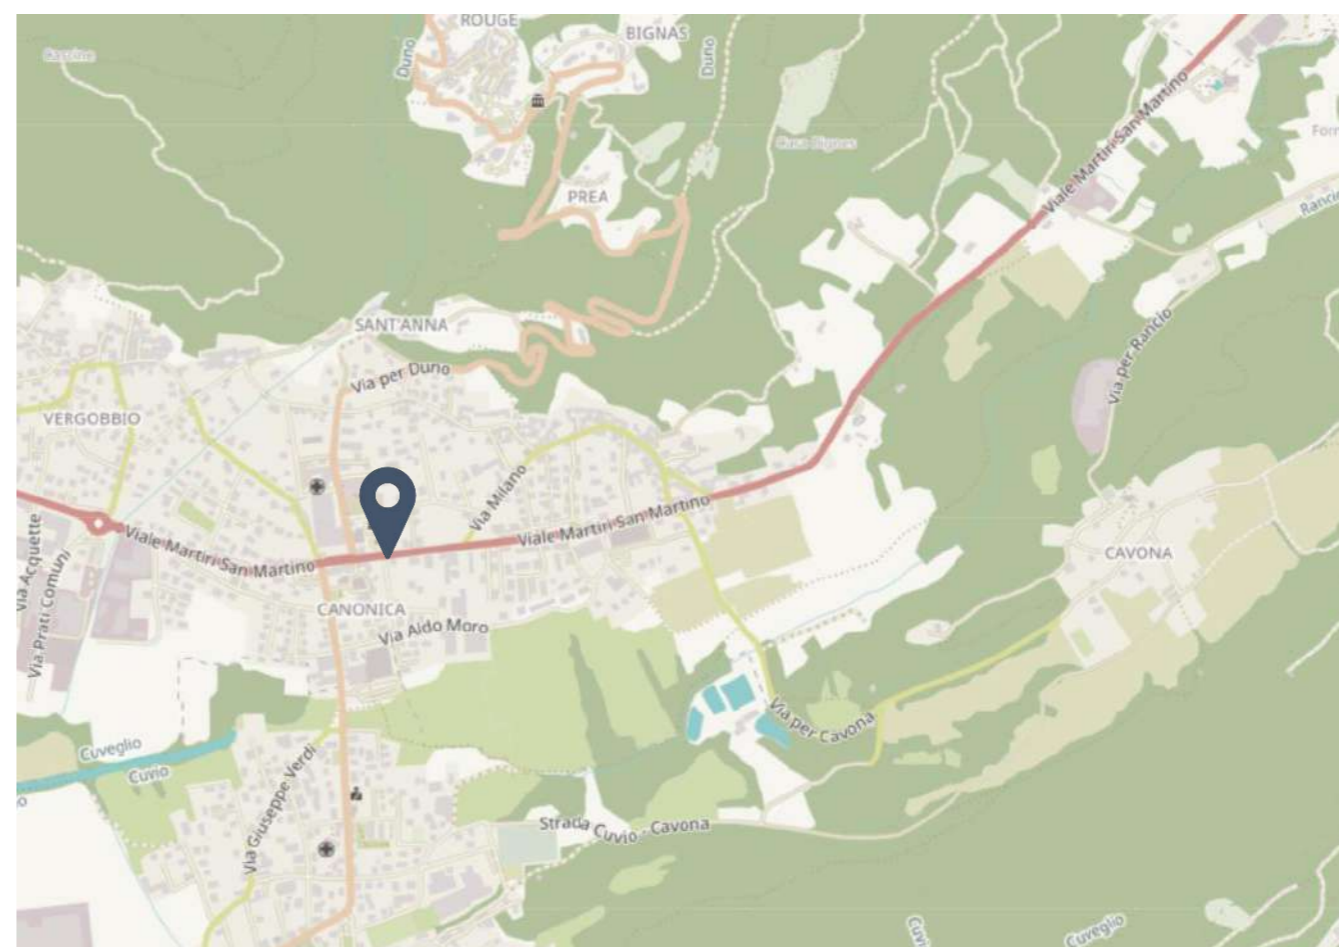 ROUGE
BIGNAS
Cascine
Duno
Duno
Viale Martiri San Martino
Casa Bignes
PREA
SANT'ANNA
Via per Duno
Via per Rancio
VERGOBBIO
Via Milano
Viale Martiri San Martino
Viale Martiri San Martino
Via Acquette
Via Prati Comuni
CAVONA
CANONICA
Via Aldo Moro
Via per Cavona
Cuveglio
Cuvio
Via Giuseppe Verdi
Strada Cuvio - Cavona
Cuvi
Cuveglio